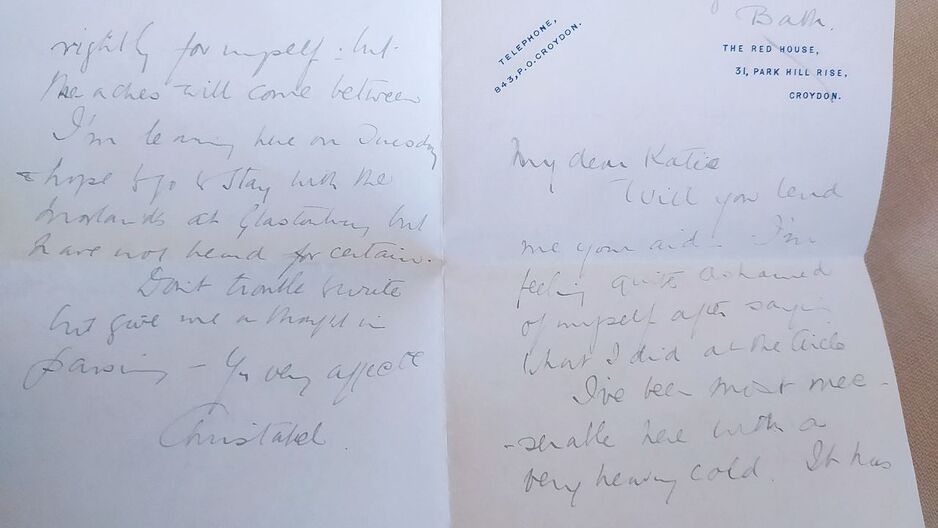 TELEPHONE,
843, P.O. CROYDON.
Bath.
THE RED HOUSE,
31, PARK HILL RISE,
CROYDON.
My dear Katie
Will you lend
me your aid. I'm
feeling quite ashamed
of myself after saying
what I did at the Circle
I've been most mee-
-serable here with a
very heavy cold. It has
rightly for myself. but
the aches will come between
I'm leaving here on Tuesday
& hope to go & stay with the
Morlands at Glastonbury but
have not heard for certain.
Don't trouble to write
but give me a thought in
passing - Yr very affecte
Christabel